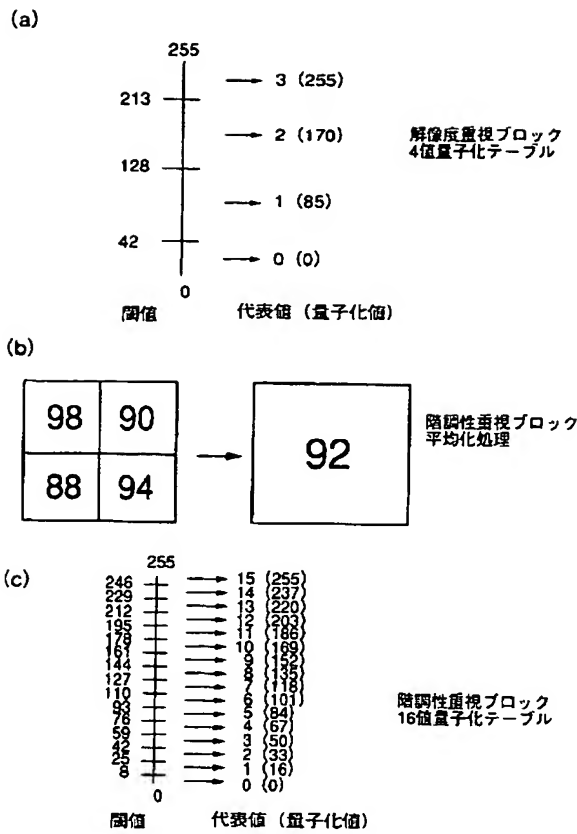 (a)
255
3 (255)
213
2 (170)
解像度重視ブロック
4値量子化テーブル
128
1 (85)
42
0 (0)
0
閾値 代表値 (量子化値)
(b)
98 90
88 94
92
階調性重視ブロック
平均化処理
(c)
255
246 15 (255)
229 14 (237)
212 13 (220)
195 12 (203)
178 11 (186)
161 10 (169)
144 9 (152)
127 8 (135)
110 7 (118)
93 6 (101)
76 5 (84)
59 4 (67)
42 3 (50)
25 2 (33)
8 1 (16)
0 (0)
0
階調性重視ブロック
16値量子化テーブル
閾値 代表値 (量子化値)